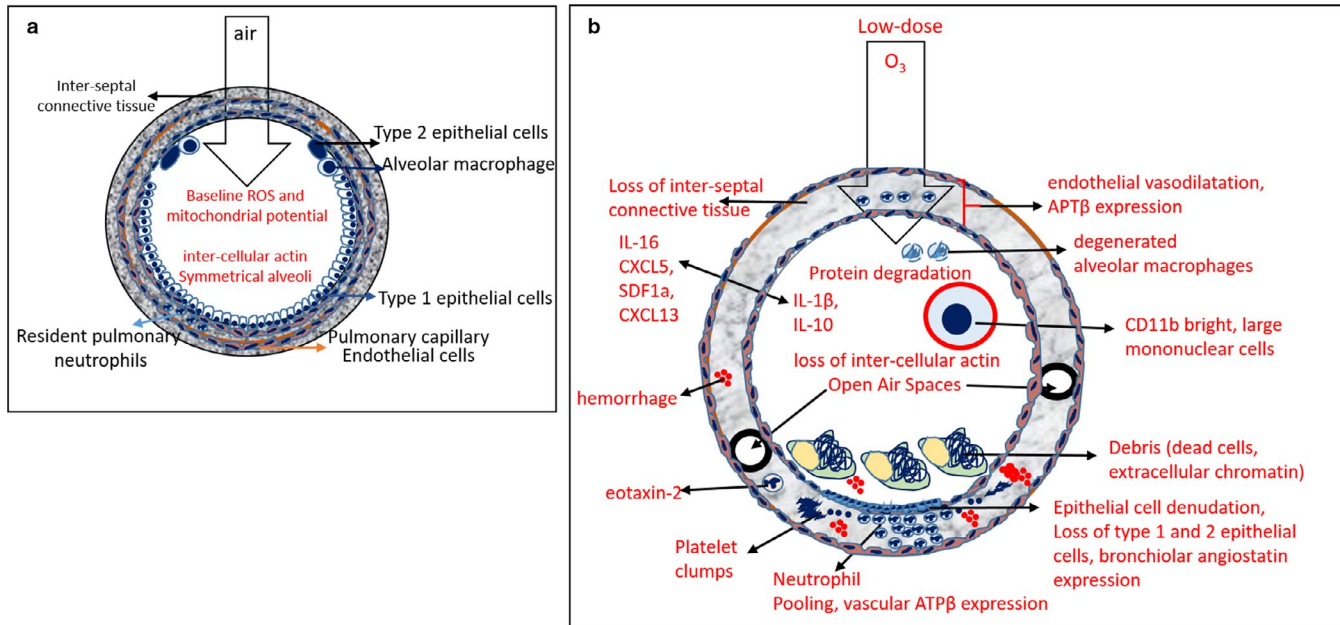 a
air
Inter-septal
connective tissue
Type 2 epithelial cells
Alveolar macrophage
Baseline ROS and
mitochondrial potential
inter-cellular actin
Symmetrical alveoli
Type 1 epithelial cells
Resident pulmonary
neutrophils
Pulmonary capillary
Endothelial cells
b
Low-dose
O3
Loss of inter-septal
connective tissue
endothelial vasodilatation,
APTβ expression
degenerated
alveolar macrophages
IL-16
CXCL5,
SDF1a,
CXCL13
Protein degradation
IL-1β,
IL-10
CD11b bright, large
mononuclear cells
loss of inter-cellular actin
Open Air Spaces
hemorrhage
Debris (dead cells,
extracellular chromatin)
eotaxin-2
Epithelial cell denudation,
Loss of type 1 and 2 epithelial
cells, bronchiolar angiostatin
expression
Platelet
clumps
Neutrophil
Pooling, vascular ATPβ expression